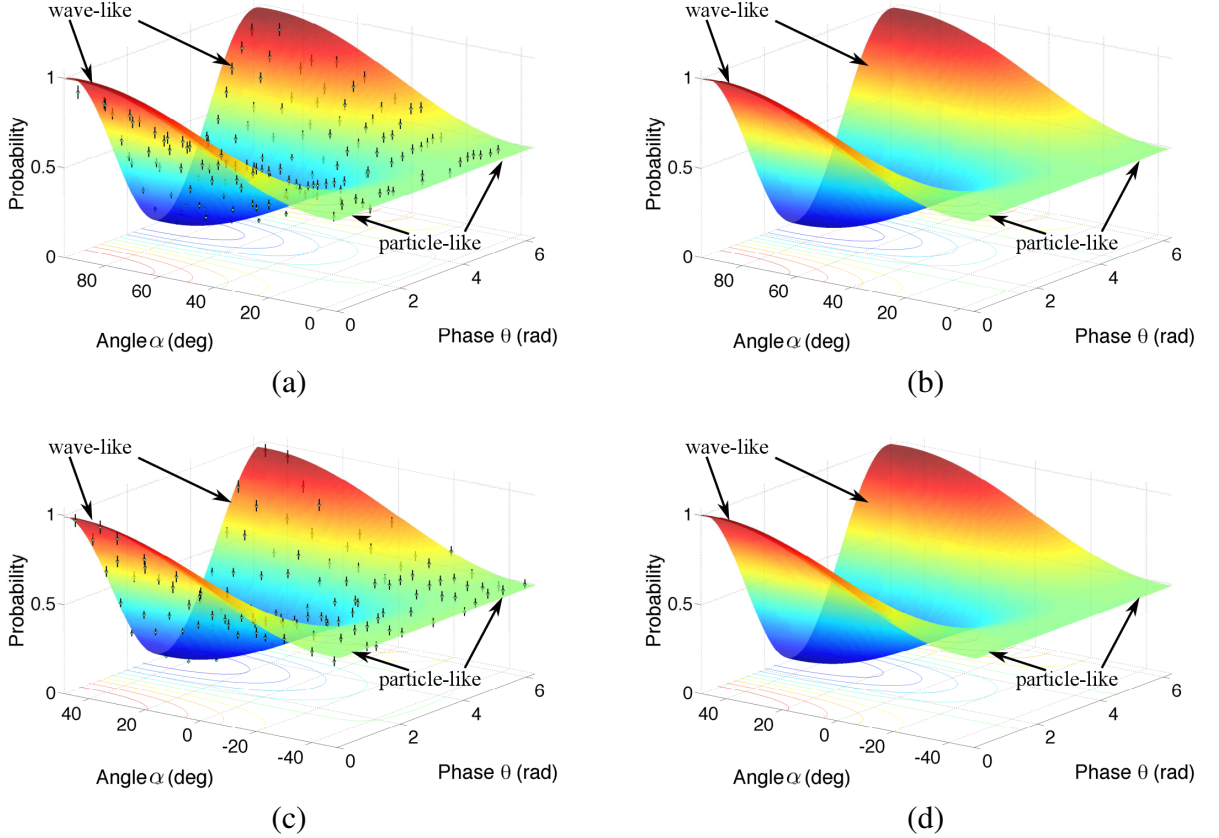 wave-like
1
0.5
0
Probability
80
60
40
20
0
Angle α (deg)
0
2
4
6
Phase θ (rad)
particle-like
(a)
wave-like
1
0.5
0
Probability
80
60
40
20
0
Angle α (deg)
0
2
4
6
Phase θ (rad)
particle-like
(b)
wave-like
1
0.5
0
Probability
40
20
0
-20
-40
Angle α (deg)
0
2
4
6
Phase θ (rad)
particle-like
(c)
wave-like
1
0.5
0
Probability
40
20
0
-20
-40
Angle α (deg)
0
2
4
6
Phase θ (rad)
particle-like
(d)